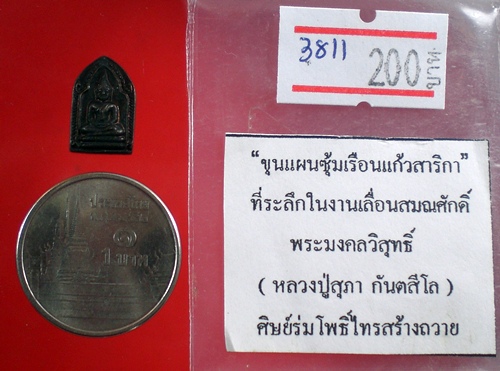 3811
200 บาท
"ขุนแผนซุ้มเรือนแก้วสาริกา"
ที่ระลึกในงานเลื่อนสมณศักดิ์
พระมงคลวิสุทธิ์
( หลวงปู่สุภา กันตสีโล )
ศิษย์ร่มโพธิ์ไทรสร้างถวาย
๑
บาท